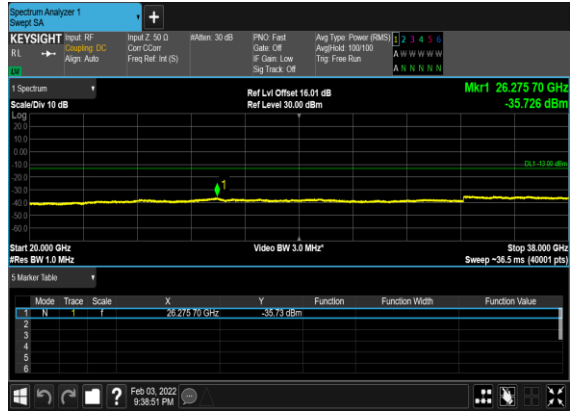 Spectrum Analyzer 1
Swept SA
KEYSIGHT Input: RF Input Z: 50 Ω #Atten: 30 dB PNO: Fast Avg Type: Power (RMS) 1 2 3 4 5 6
RL Coupling: DC Corr CCorr Gate: Off Avg|Hold: 100/100 A W W W W W
Align: Auto Freq Ref: Int (S) IF Gain: Low Trig: Free Run
Sig Track: Off A N N N N N
1 Spectrum Ref Lvl Offset 16.01 dB Mkr1 26.275 70 GHz
Scale/Div 10 dB Ref Level 30.00 dBm -35.726 dBm
Log
20.0
10.0
0.00
-10.0
DL1 -13.00 dBm
-20.0
-30.0
1
-40.0
-50.0
-60.0
Start 20.000 GHz Video BW 3.0 MHz* Stop 38.000 GHz
#Res BW 1.0 MHz Sweep ~36.5 ms (40001 pts)
5 Marker Table
Mode Trace Scale X Y Function Function Width Function Value
1 N 1 f 26.275 70 GHz -35.73 dBm
2
3
4
5
6
? Feb 03, 2022
9:38:51 PM